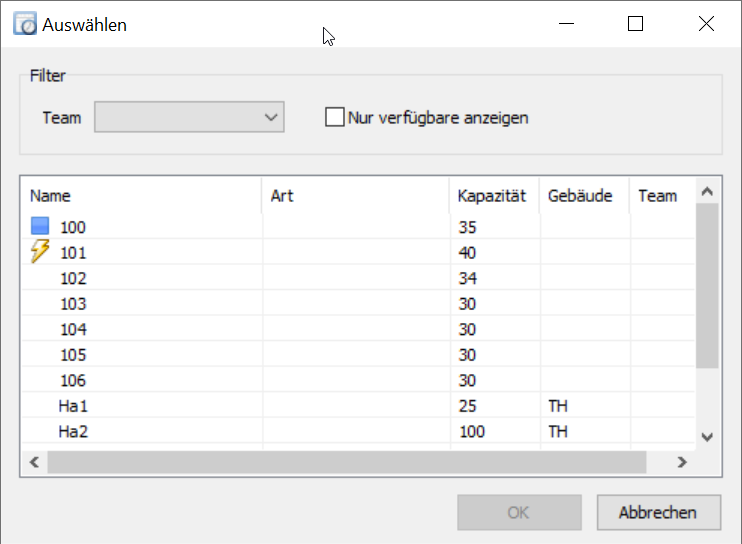 Auswählen
Filter
Team Nur verfügbare anzeigen
Name Art Kapazität Gebäude Team
100 35
101 40
102 34
103 30
104 30
105 30
106 30
Ha1 25 TH
Ha2 100 TH
OK Abbrechen